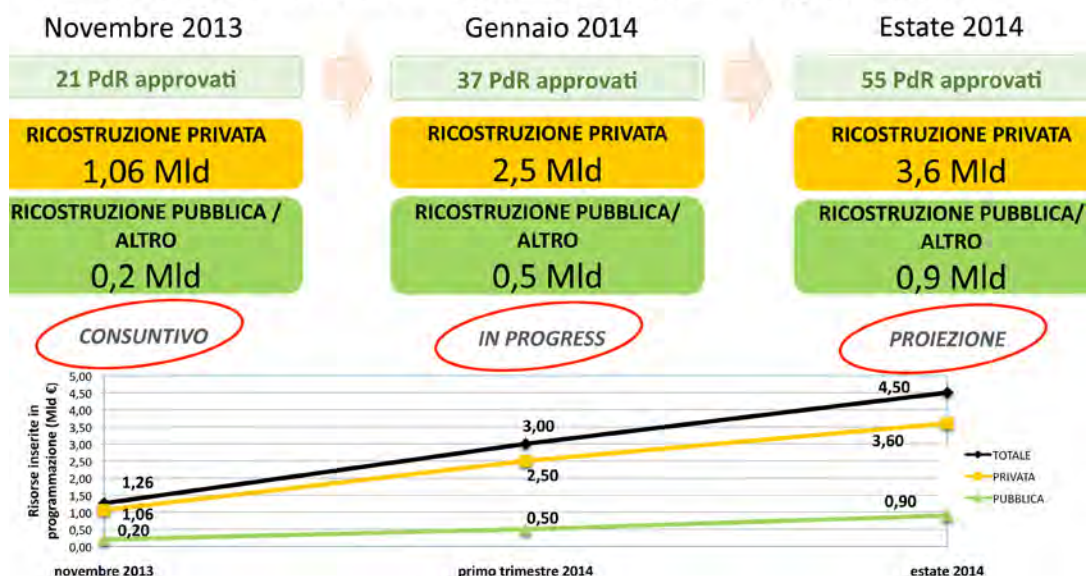 Novembre 2013
Gennaio 2014
Estate 2014
21 PdR approvati
37 PdR approvati
55 PdR approvati
RICOSTRUZIONE PRIVATA
1,06 Mld
RICOSTRUZIONE PRIVATA
2,5 Mld
RICOSTRUZIONE PRIVATA
3,6 Mld
RICOSTRUZIONE PUBBLICA /
ALTRO
0,2 Mld
RICOSTRUZIONE PUBBLICA/
ALTRO
0,5 Mld
RICOSTRUZIONE PUBBLICA/
ALTRO
0,9 Mld
CONSUNTIVO
IN PROGRESS
PROIEZIONE
Risorse inserite in
programmazione (Mld €)
5,00
4,50
4,00
3,50
3,00
2,50
2,00
1,50
1,00
0,50
0,00
1,26
1,06
0,20
3,00
2,50
0,50
4,50
3,60
0,90
TOTALE
PRIVATA
PUBBLICA
novembre 2013
primo trimestre 2014
estate 2014